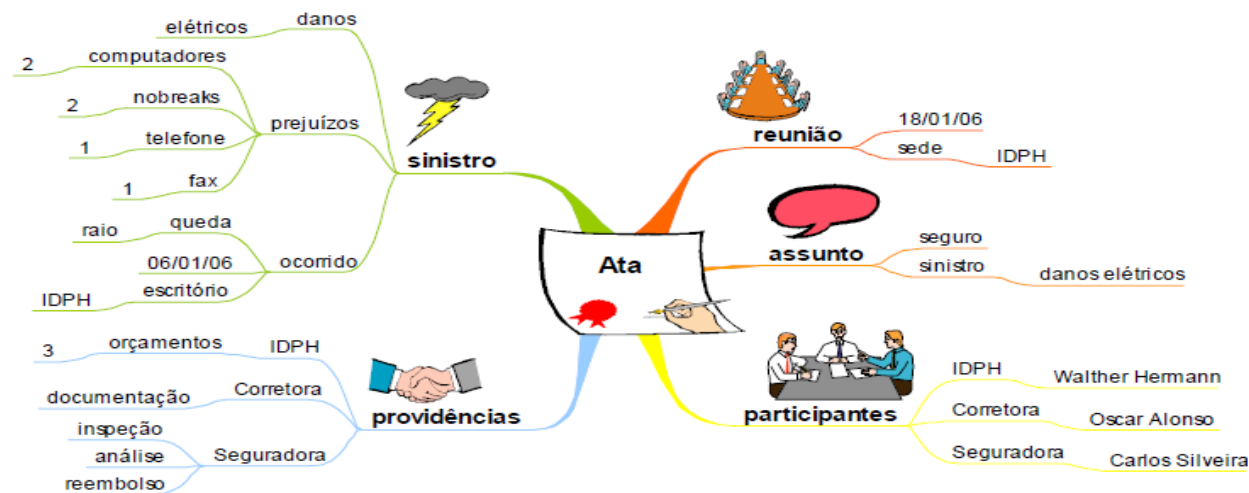 Ata
reunião
18/01/06
sede
IDPH
assunto
seguro
sinistro
danos elétricos
participantes
IDPH
Walther Hermann
Corretora
Oscar Alonso
Seguradora
Carlos Silveira
providências
IDPH
orçamentos
3
Corretora
documentação
Seguradora
inspeção
análise
reembolso
sinistro
danos
elétricos
prejuízos
computadores
2
nobreaks
2
telefone
1
fax
1
ocorrido
queda
raio
06/01/06
escritório
IDPH